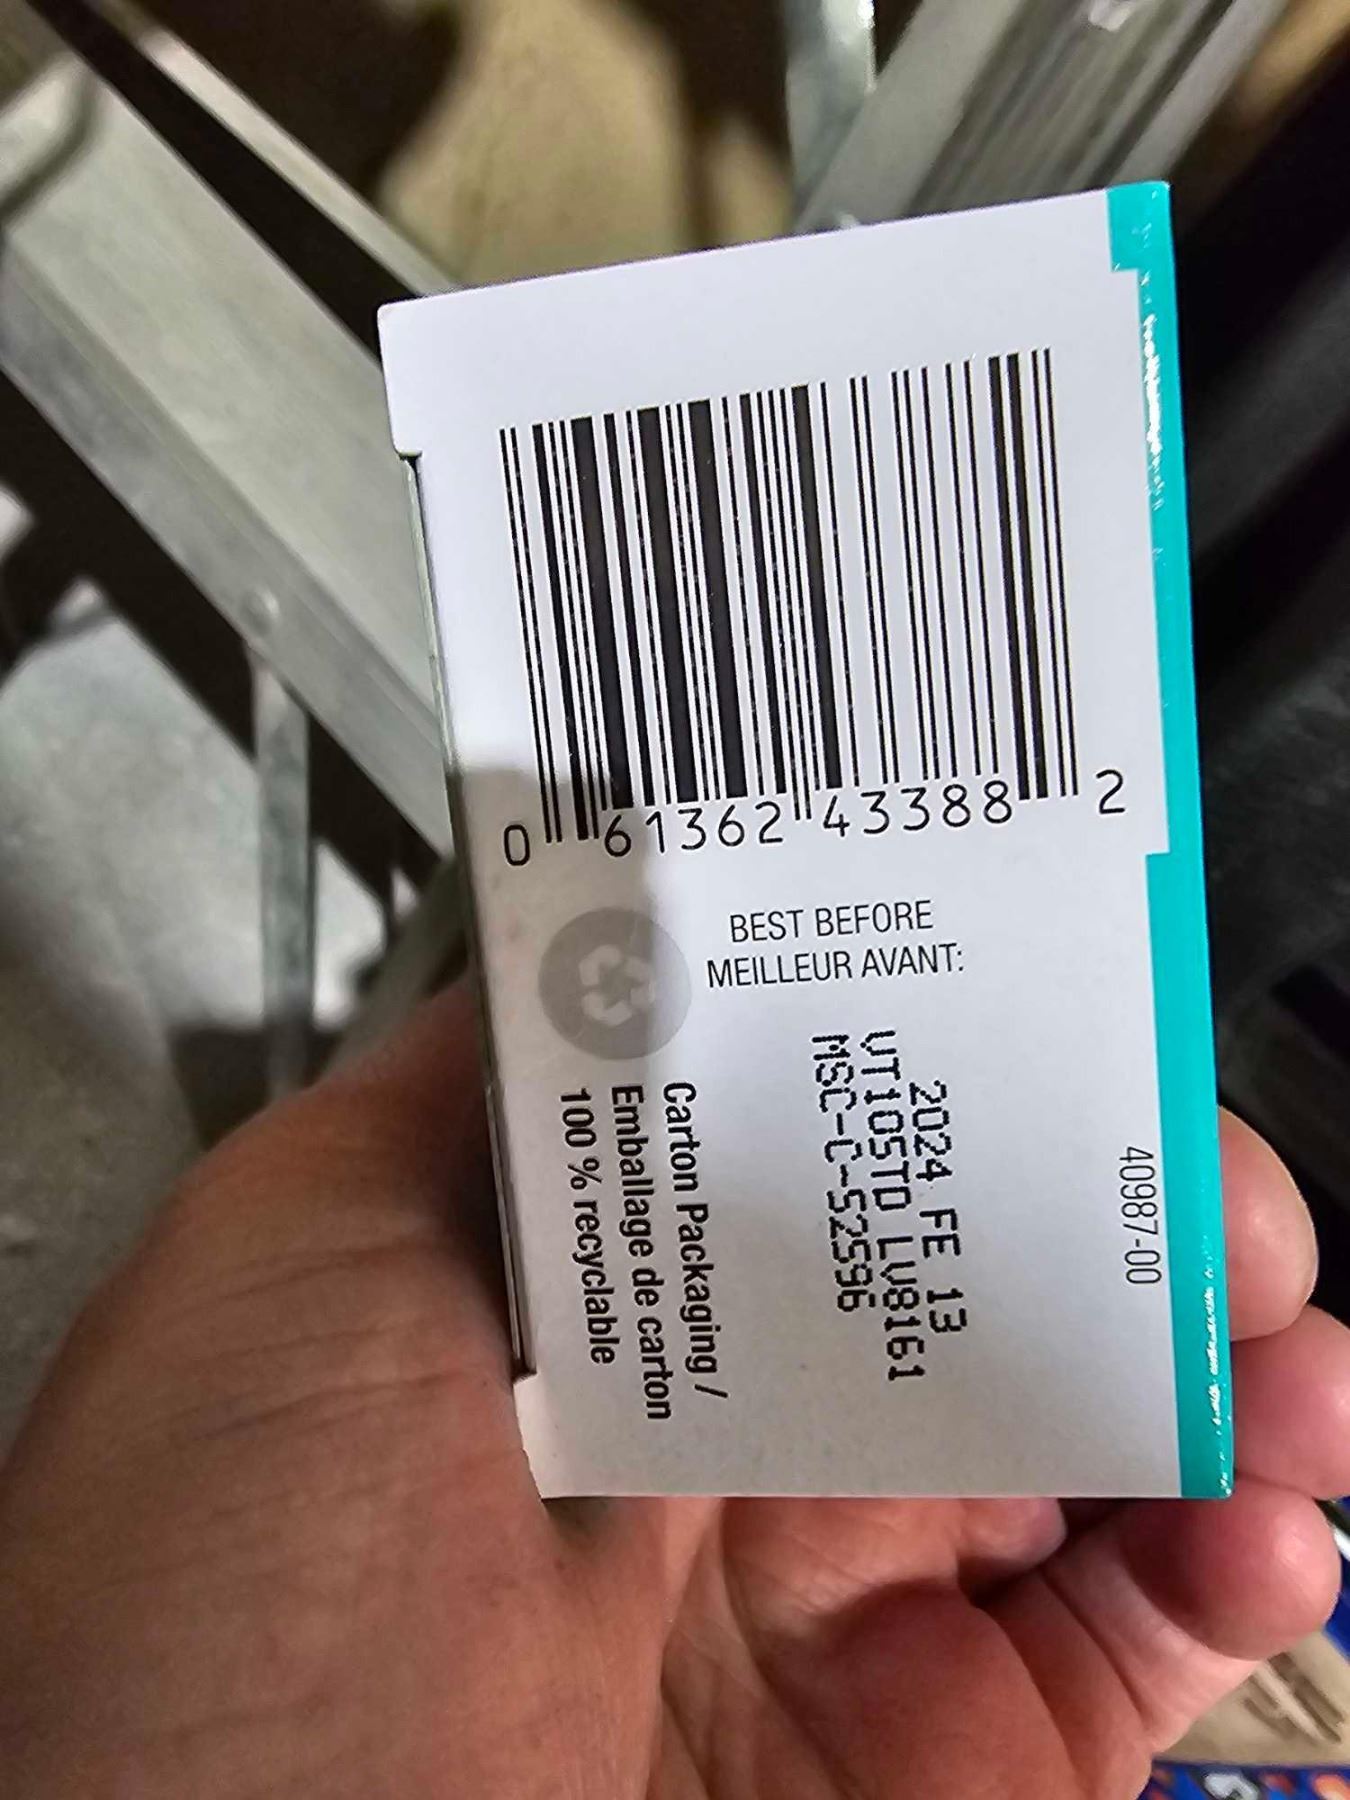 0 61362 43388 2
BEST BEFORE
MEILLEUR AVANT:
2024 FE 13
VT105TD LV8161
MSC-C-52596
40987-00
Carton Packaging /
Emballage de carton
100 % recyclable